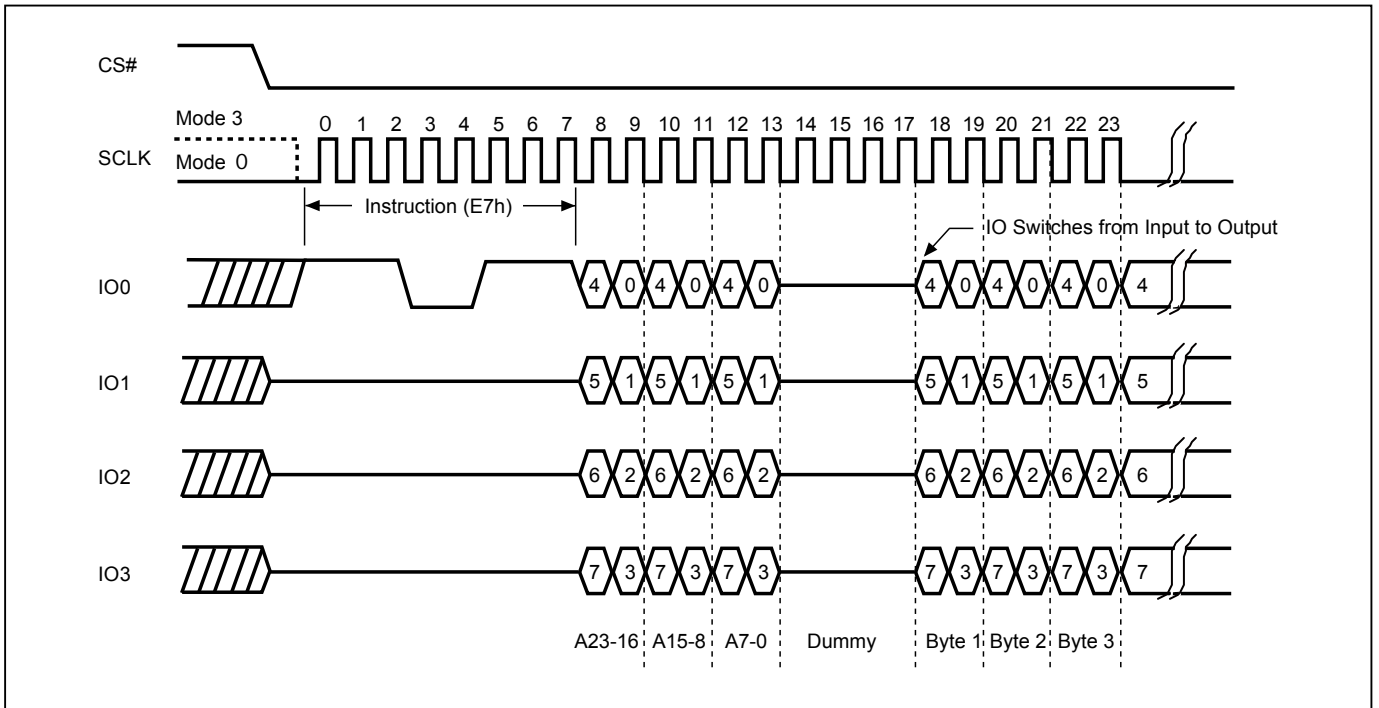 CS#
Mode 3
SCLK
Mode 0
0 1 2 3 4 5 6 7 8 9 10 11 12 13 14 15 16 17 18 19 20 21 22 23
Instruction (E7h)
IO Switches from Input to Output
IO0
4 0 4 0 4 0 4 0 4 0 4 0 4
IO1
5 1 5 1 5 1 5 1 5 1 5 1 5
IO2
6 2 6 2 6 2 6 2 6 2 6 2 6
IO3
7 3 7 3 7 3 7 3 7 3 7 3 7
A23-16 A15-8 A7-0 Dummy Byte 1 Byte 2 Byte 3